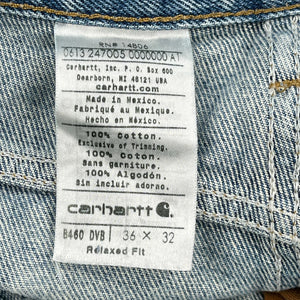 RN# 14806
0613 247005 0000000 A1
Carhartt, Inc. P. O. Box 600
Dearborn, MI 48121 USA
carhartt.com
Made in Mexico.
Fabriqué au Mexique.
Hecho en México.
100% Cotton.
Exclusive of Trimming.
100% Coton.
Sans garniture.
100% Algodón.
Sin incluir adorno.
carhartt
B460 DVB 36 X 32
Relaxed Fit